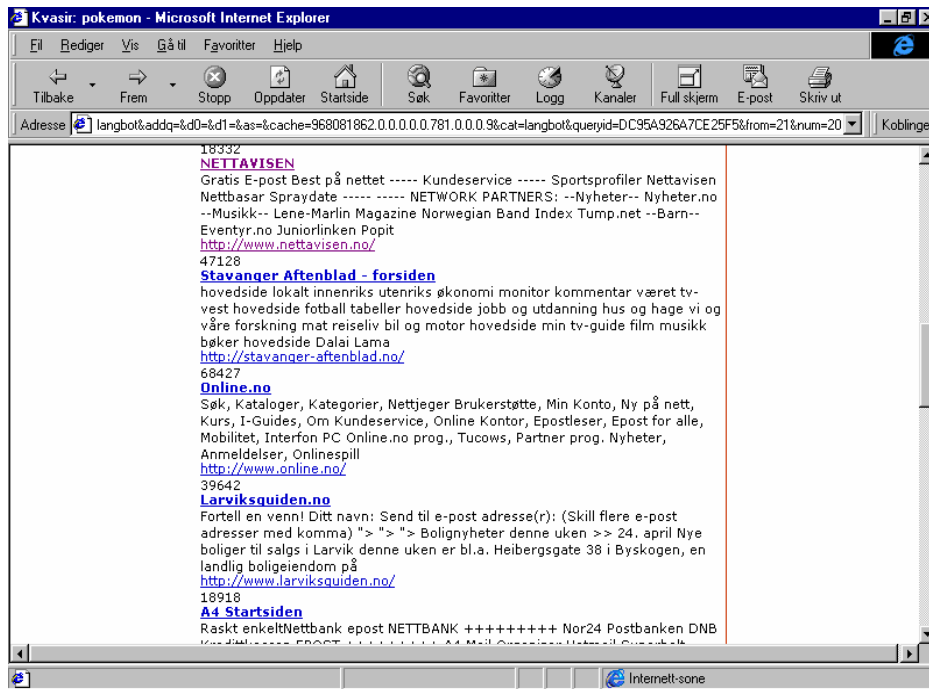 Kvasir: pokemon - Microsoft Internet Explorer
Fil Rediger Vis Gå til Favoritter Hjelp
Tilbake Frem Stopp Oppdater Startside Søk Favoritter Logg Kanaler Full skjerm E-post Skriv ut
Adresse langbot&addq=&d0=&d1=&as=&cache=968081862.0.0.0.0.0.781.0.0.0.9&cat=langbot&queryid=DC95A926A7CE25F5&from=21&num=20 Koblinge
18332
NETTAVISEN
Gratis E-post Best på nettet ----- Kundeservice ----- Sportsprofiler Nettavisen
Nettbasar Spraydate ----- ----- NETWORK PARTNERS: --Nyheter-- Nyheter.no
--Musikk-- Lene-Marlin Magazine Norwegian Band Index Tump.net --Barn--
Eventyr.no Juniorlinken Popit
http://www.nettavisen.no/
47128
Stavanger Aftenblad - forsiden
hovedside lokalt innenriks utenriks økonomi monitor kommentar været tv-
vest hovedside fotball tabeller hovedside jobb og utdanning hus og hage vi og
våre forskning mat reiseliv bil og motor hovedside min tv-guide film musikk
bøker hovedside Dalai Lama
http://stavanger-aftenblad.no/
68427
Online.no
Søk, Kataloger, Kategorier, Nettjeger Brukerstøtte, Min Konto, Ny på nett,
Kurs, I-Guides, Om Kundeservice, Online Kontor, Epostleser, Epost for alle,
Mobilitet, Interfon PC Online.no prog., Tucows, Partner prog. Nyheter,
Anmeldelser, Onlinespill
http://www.online.no/
39642
Larviksguiden.no
Fortell en venn! Ditt navn: Send til e-post adresse(r): (Skill flere e-post
adresser med komma) "> "> "> Bolignyheter denne uken >> 24. april Nye
boliger til salgs i Larvik denne uken er bl.a. Heibergsgate 38 i Byskogen, en
landlig boligeiendom på
http://www.larviksguiden.no/
18918
A4 Startsiden
Raskt enkeltNettbank epost NETTBANK +++++++++ Nor24 Postbanken DNB
Internett-sone